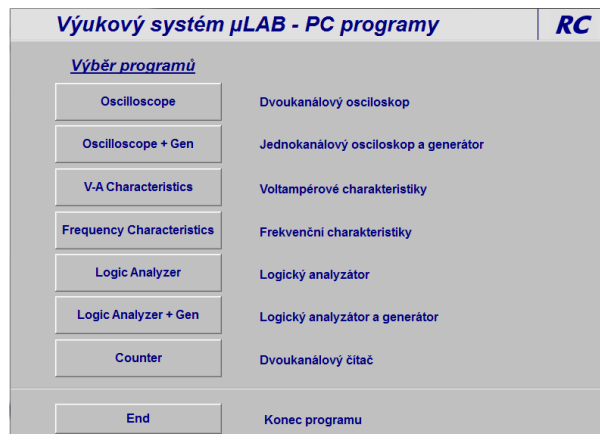 Výukový systém µLAB - PC programy RC
Výběr programů
Oscilloscope Dvoukanálový osciloskop
Oscilloscope + Gen Jednokanálový osciloskop a generátor
V-A Characteristics Voltampérové charakteristiky
Frequency Characteristics Frekvenční charakteristiky
Logic Analyzer Logický analyzátor
Logic Analyzer + Gen Logický analyzátor a generátor
Counter Dvoukanálový čítač
End Konec programu